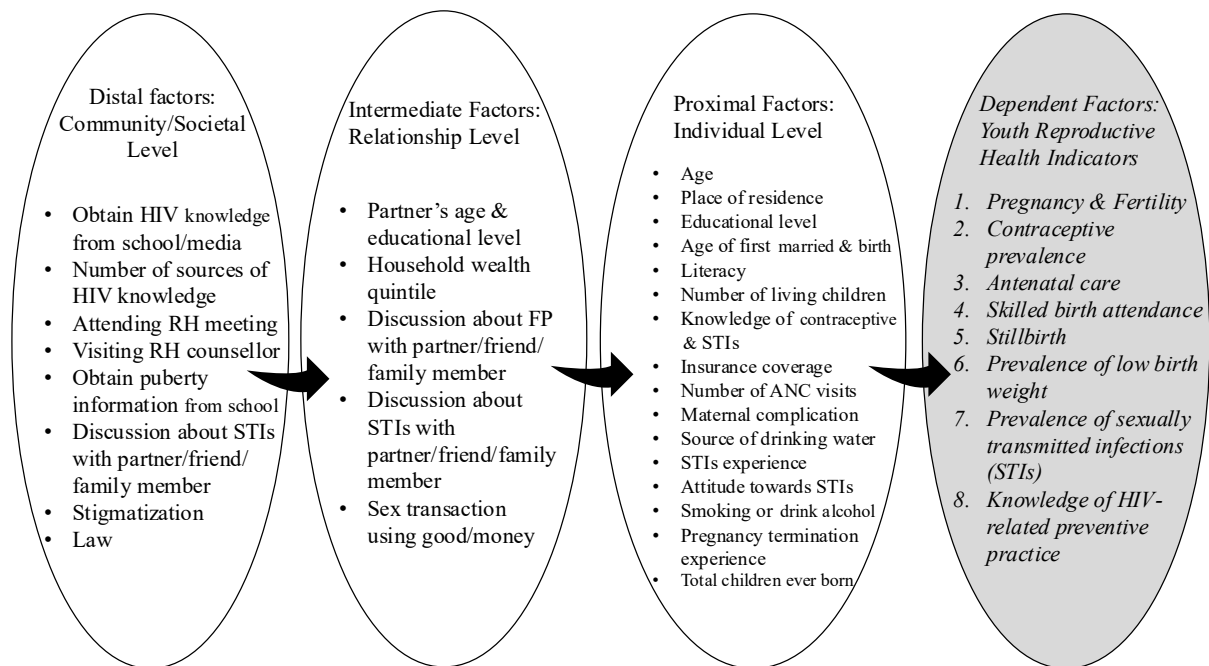 Distal factors:
Community/Societal
Level
• Obtain HIV knowledge
from school/media
• Number of sources of
HIV knowledge
• Attending RH meeting
• Visiting RH counsellor
• Obtain puberty
information from school
• Discussion about STIs
with partner/friend/
family member
• Stigmatization
• Law
Intermediate Factors:
Relationship Level
• Partner's age &
educational level
• Household wealth
quintile
• Discussion about FP
with partner/friend/
family member
• Discussion about
STIs with
partner/friend/family
member
• Sex transaction
using good/money
Proximal Factors:
Individual Level
• Age
• Place of residence
• Educational level
• Age of first married & birth
• Literacy
• Number of living children
• Knowledge of contraceptive
& STIs
• Insurance coverage
• Number of ANC visits
• Maternal complication
• Source of drinking water
• STIs experience
• Attitude towards STIs
• Smoking or drink alcohol
• Pregnancy termination
experience
• Total children ever born
Dependent Factors:
Youth Reproductive
Health Indicators
1. Pregnancy & Fertility
2. Contraceptive
prevalence
3. Antenatal care
4. Skilled birth attendance
5. Stillbirth
6. Prevalence of low birth
weight
7. Prevalence of sexually
transmitted infections
(STIs)
8. Knowledge of HIV-
related preventive
practice